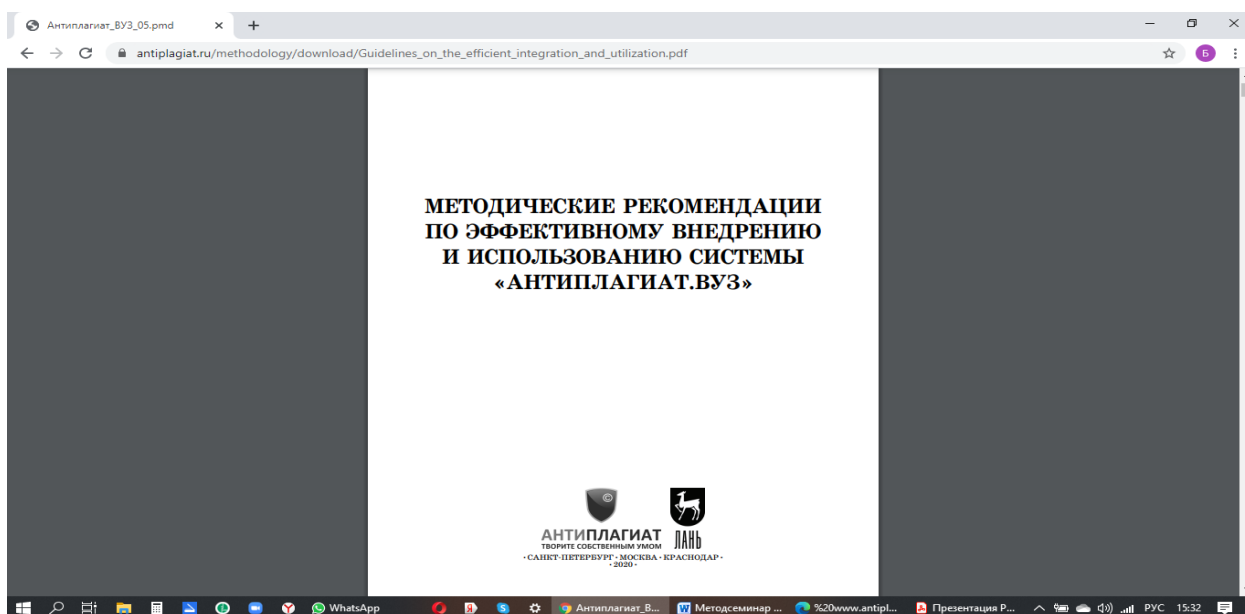 Антиплагиат_ВУЗ_05.pmd
antiplagiat.ru/methodology/download/Guidelines_on_the_efficient_integration_and_utilization.pdf
Б
МЕТОДИЧЕСКИЕ РЕКОМЕНДАЦИИ
ПО ЭФФЕКТИВНОМУ ВНЕДРЕНИЮ
И ИСПОЛЬЗОВАНИЮ СИСТЕМЫ
«АНТИПЛАГИАТ.ВУЗ»
©
АНТИПЛАГИАТ
ТВОРИТЕ СОБСТВЕННЫМ УМОМ
ЛАНЬ
· САНКТ-ПЕТЕРБУРГ · МОСКВА · КРАСНОДАР ·
· 2020 ·
WhatsApp Антиплагиат_В... Методсеминар ... %20www.antipl... Презентация Р... РУС 15:32